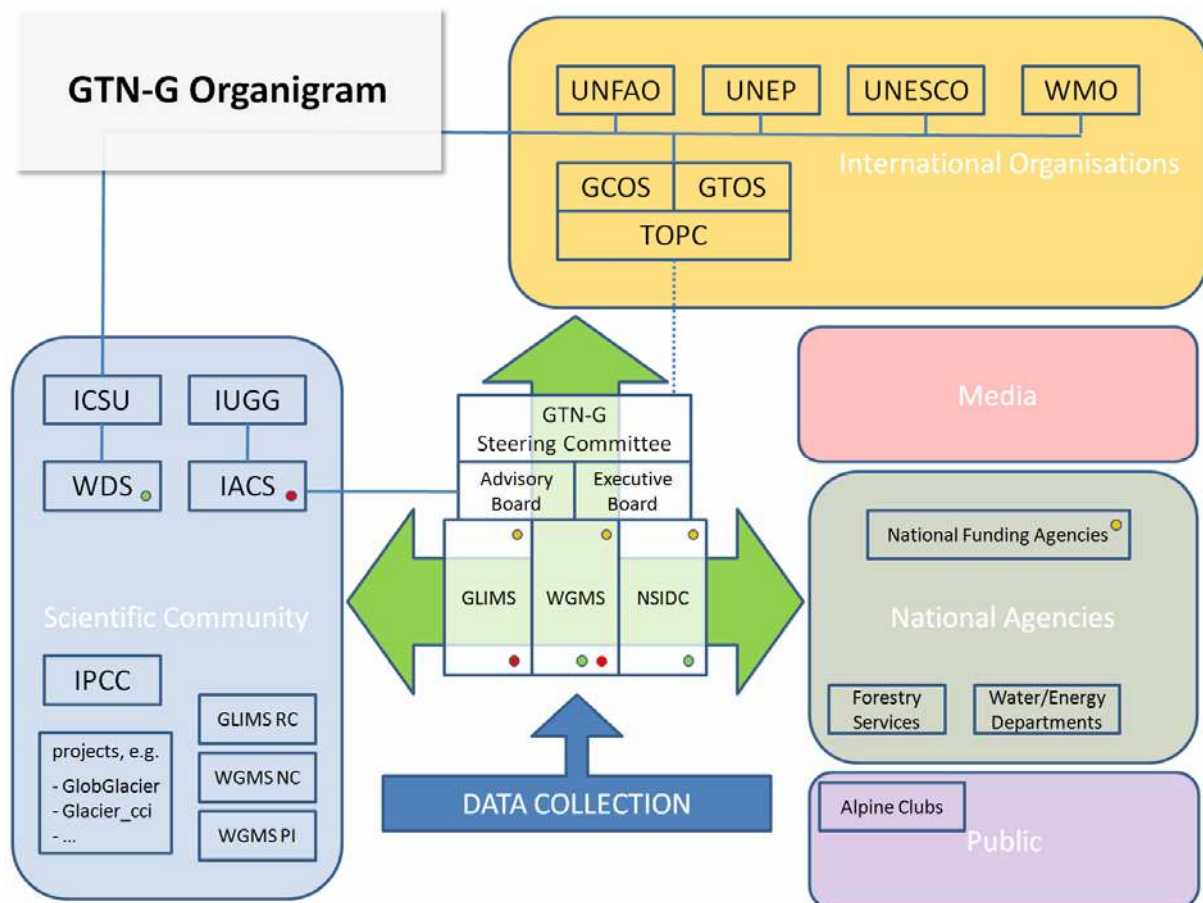 GTN-G Organigram
UNFAO
UNEP
UNESCO
WMO
International Organisations
GCOS
GTOS
TOPC
ICSU
IUGG
WDS
IACS
Scientific Community
IPCC
projects, e.g.
- GlobGlacier
- Glacier_cci
- ...
GLIMS RC
WGMS NC
WGMS PI
GTN-G
Steering Committee
Advisory
Board
Executive
Board
GLIMS
WGMS
NSIDC
DATA COLLECTION
Media
National Funding Agencies
National Agencies
Forestry
Services
Water/Energy
Departments
Alpine Clubs
Public